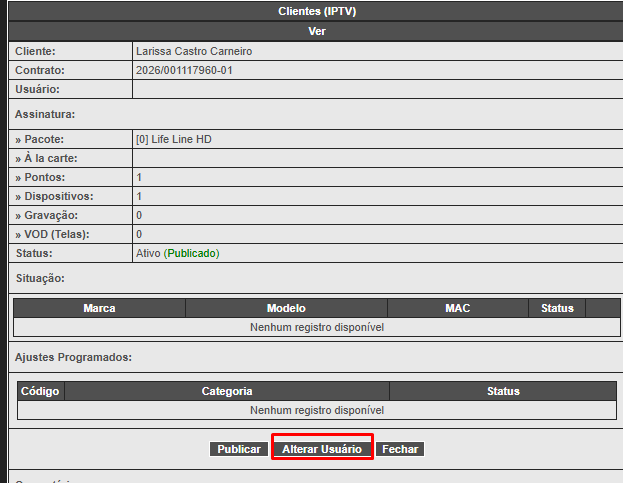 Clientes (IPTV)
Ver
Cliente: Larissa Castro Carneiro
Contrato: 2026/001117960-01
Usuário:
Assinatura:
» Pacote: [0] Life Line HD
» À la carte:
» Pontos: 1
» Dispositivos: 1
» Gravação: 0
» VOD (Telas): 0
Status: Ativo (Publicado)
Situação:
Marca Modelo MAC Status
Nenhum registro disponível
Ajustes Programados:
Código Categoria Status
Nenhum registro disponível
Publicar Alterar Usuário Fechar